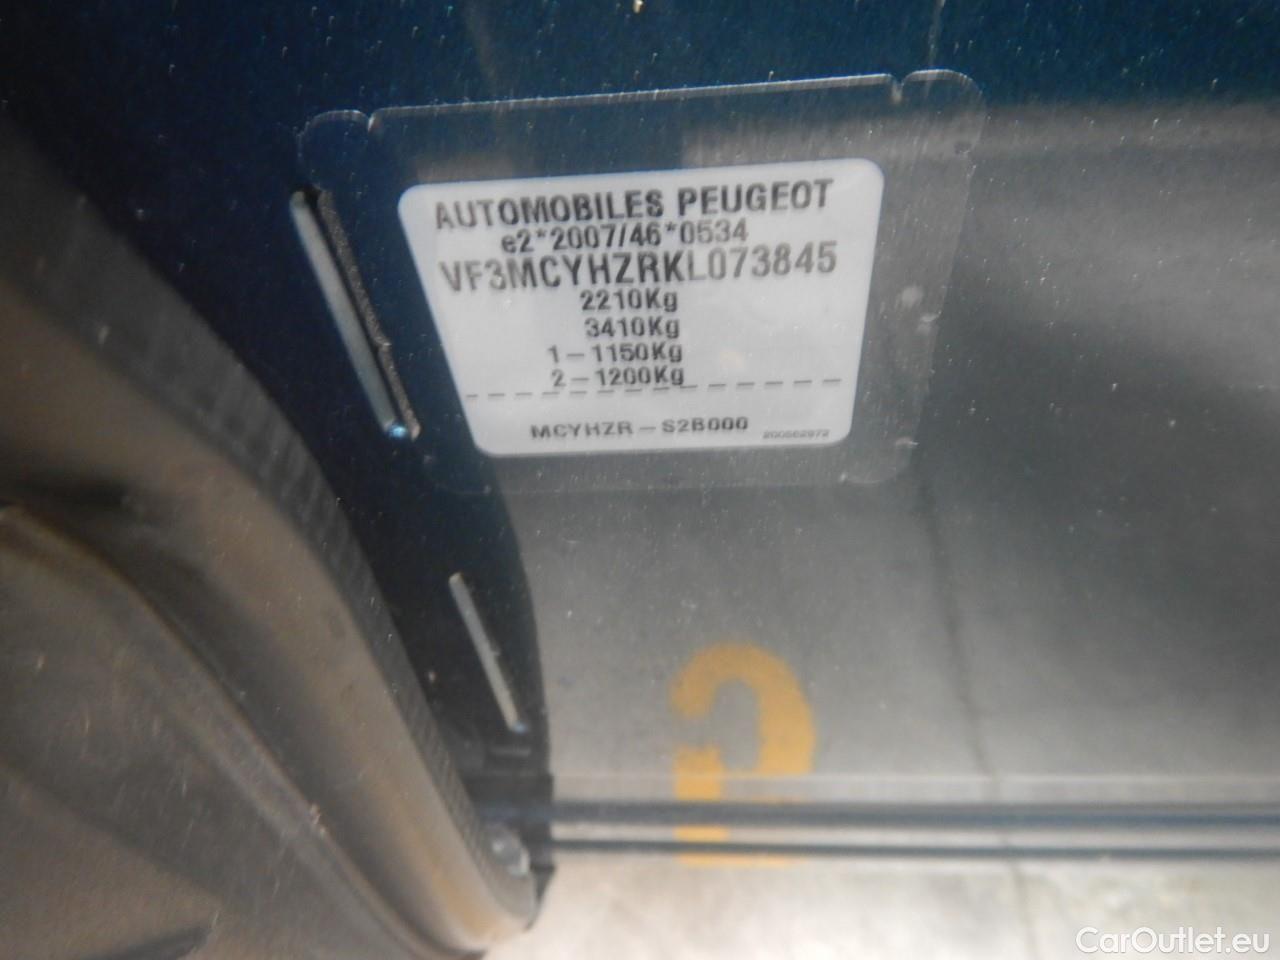 AUTOMOBILES PEUGEOT
e2*2007/46*0534
VF3MCYHZRKL073845
2210Kg
3410Kg
1-1150Kg
2-1200Kg
MCYHZR-S2B000
CarOutlet.eu